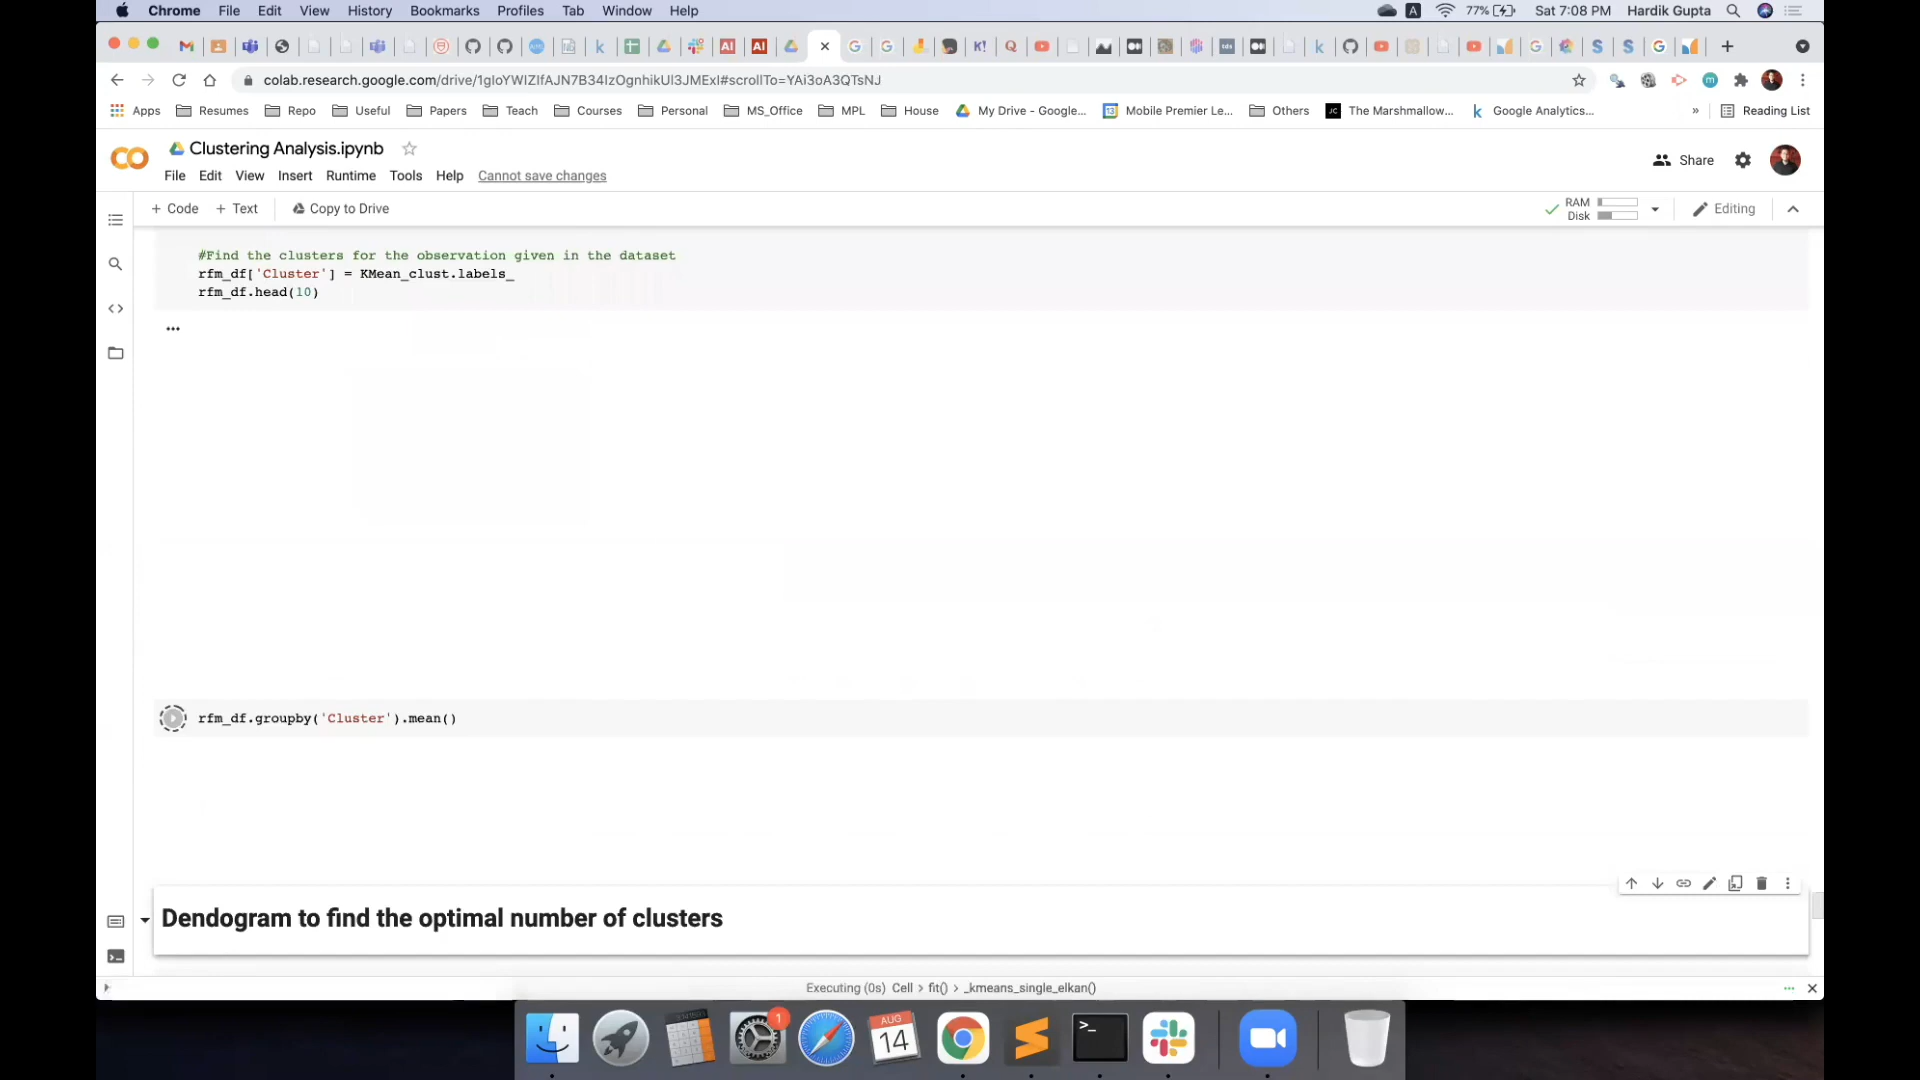 Chrome File Edit View History Bookmarks Profiles Tab Window Help A 77% Sat 7:08 PM Hardik Gupta
colab.research.google.com/drive/1gIoYWIZIfAJN7B34IzOgnhikUl3JMExI#scrollTo=YAi3oA3QTsNJ
Apps Resumes Repo Useful Papers Teach Courses Personal MS_Office MPL House My Drive - Google... Mobile Premier Le... Others The Marshmallow... Google Analytics... » Reading List
Clustering Analysis.ipynb
Share
File Edit View Insert Runtime Tools Help Cannot save changes
+ Code + Text Copy to Drive RAM Disk Editing
#Find the clusters for the observation given in the dataset
rfm_df['Cluster'] = KMean_clust.labels_
rfm_df.head(10)
...
rfm_df.groupby('Cluster').mean()
Dendogram to find the optimal number of clusters
Executing (0s) Cell > fit() > _kmeans_single_elkan()
1
AUG
14